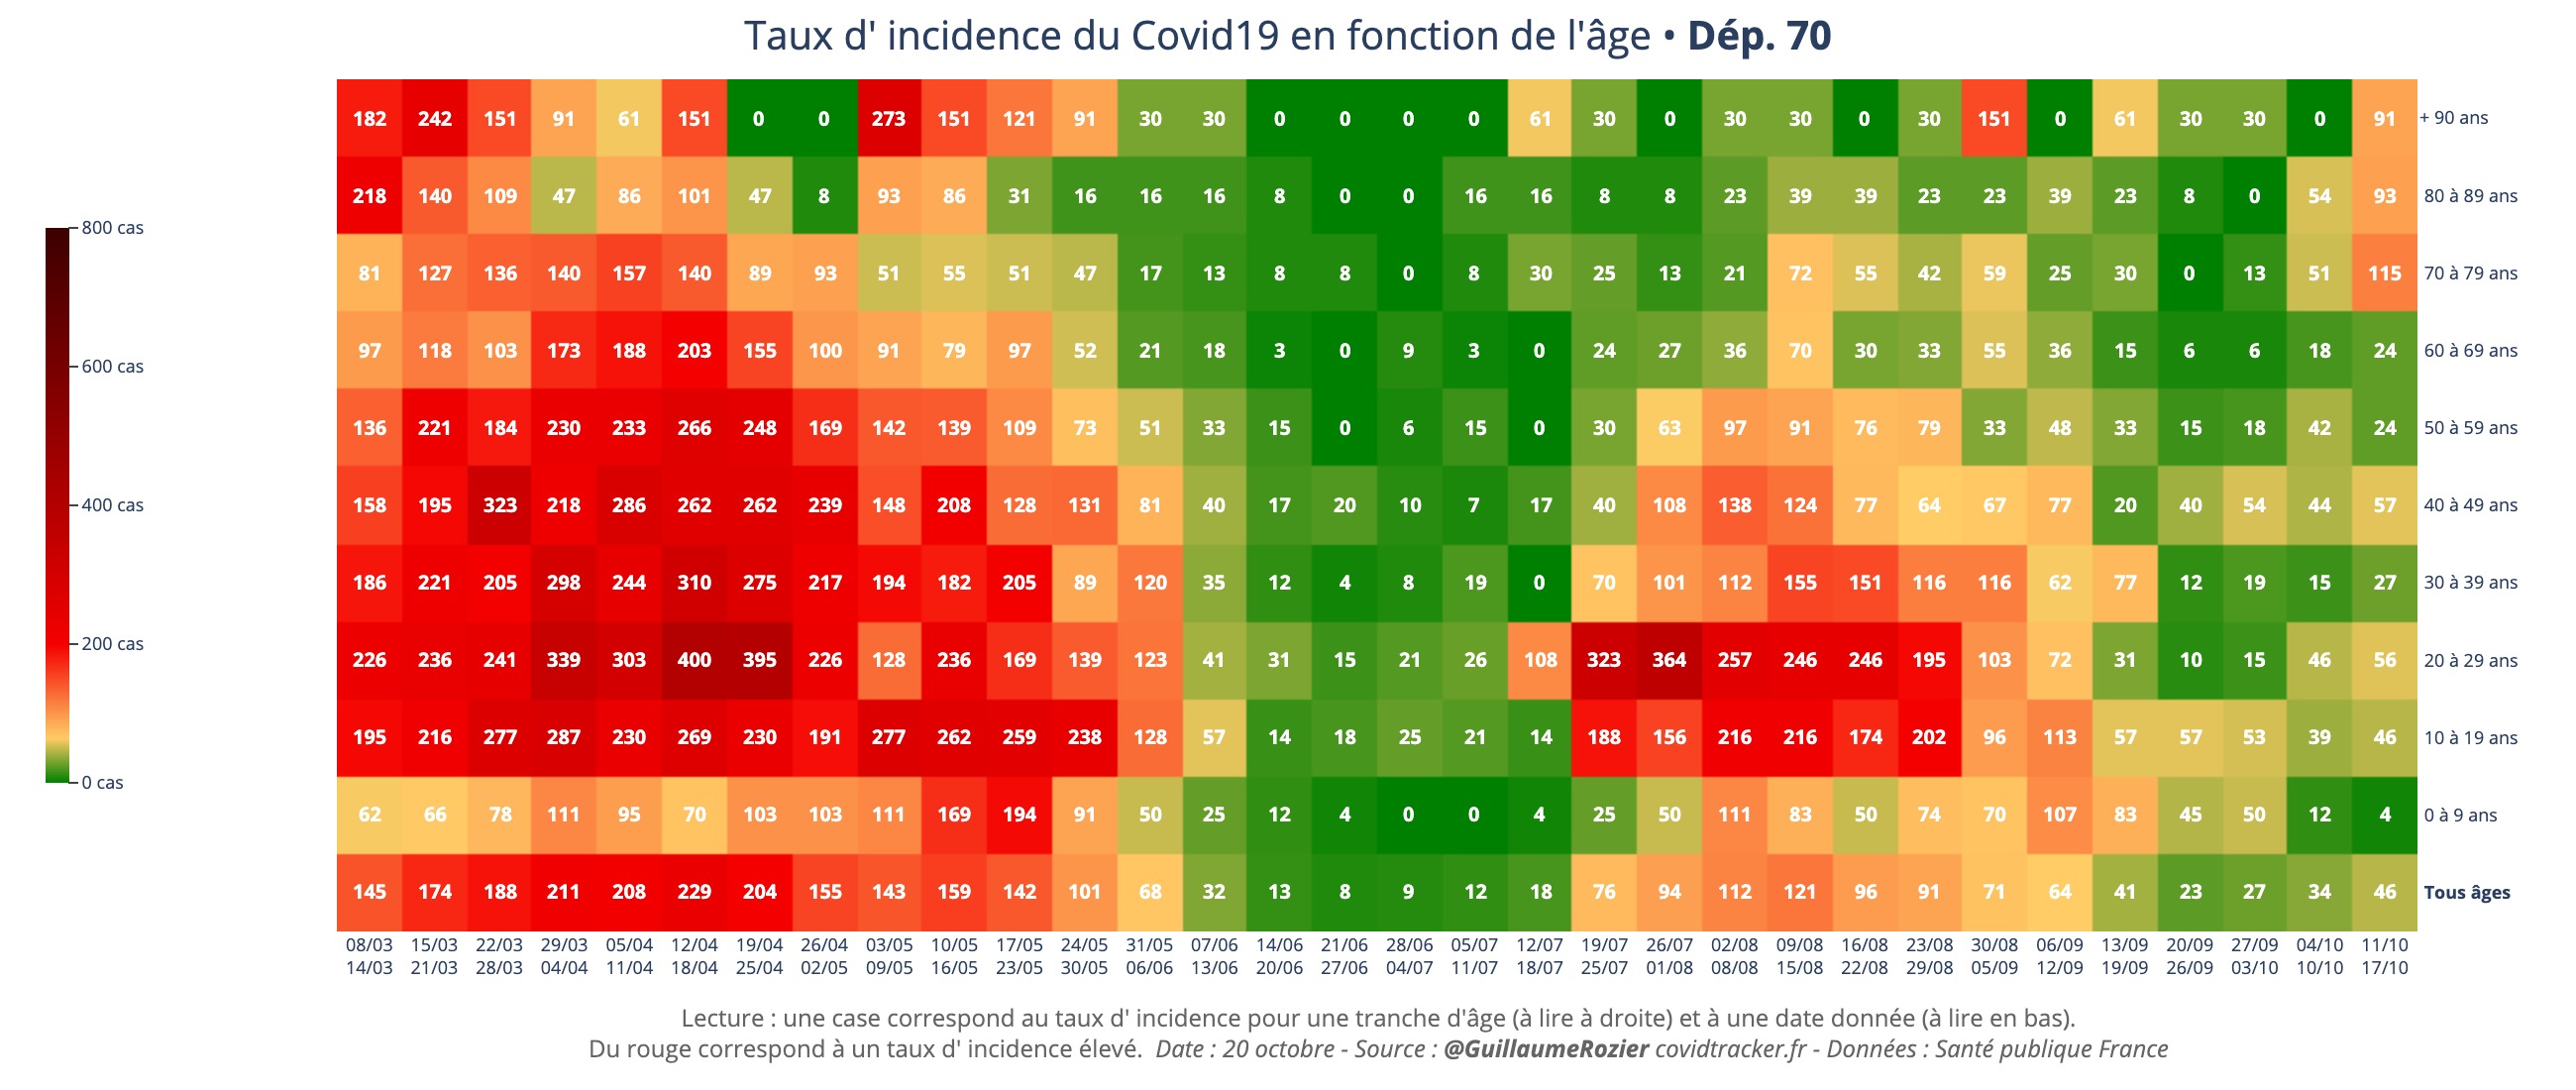 Taux d' incidence du Covid19 en fonction de l'âge • Dép. 70
800 cas
600 cas
400 cas
200 cas
0 cas
182 242 151 91 61 151 0 0 273 151 121 91 30 30 0 0 0 0 61 30 0 30 30 0 30 151 0 61 30 30 0 91 + 90 ans
218 140 109 47 86 101 47 8 93 86 31 16 16 16 8 0 0 16 16 8 8 23 39 39 23 23 39 23 8 0 54 93 80 à 89 ans
81 127 136 140 157 140 89 93 51 55 51 47 17 13 8 8 0 8 30 25 13 21 72 55 42 59 25 30 0 13 51 115 70 à 79 ans
97 118 103 173 188 203 155 100 91 79 97 52 21 18 3 0 9 3 0 24 27 36 70 30 33 55 36 15 6 6 18 24 60 à 69 ans
136 221 184 230 233 266 248 169 142 139 109 73 51 33 15 0 6 15 0 30 63 97 91 76 79 33 48 33 15 18 42 24 50 à 59 ans
158 195 323 218 286 262 262 239 148 208 128 131 81 40 17 20 10 7 17 40 108 138 124 77 64 67 77 20 40 54 44 57 40 à 49 ans
186 221 205 298 244 310 275 217 194 182 205 89 120 35 12 4 8 19 0 70 101 112 155 151 116 116 62 77 12 19 15 27 30 à 39 ans
226 236 241 339 303 400 395 226 128 236 169 139 123 41 31 15 21 26 108 323 364 257 246 246 195 103 72 31 10 15 46 56 20 à 29 ans
195 216 277 287 230 269 230 191 277 262 259 238 128 57 14 18 25 21 14 188 156 216 216 174 202 96 113 57 57 53 39 46 10 à 19 ans
62 66 78 111 95 70 103 103 111 169 194 91 50 25 12 4 0 0 4 25 50 111 83 50 74 70 107 83 45 50 12 4 0 à 9 ans
145 174 188 211 208 229 204 155 143 159 142 101 68 32 13 8 9 12 18 76 94 112 121 96 91 71 64 41 23 27 34 46 Tous âges
08/03 15/03 22/03 29/03 05/04 12/04 19/04 26/04 03/05 10/05 17/05 24/05 31/05 07/06 14/06 21/06 28/06 05/07 12/07 19/07 26/07 02/08 09/08 16/08 23/08 30/08 06/09 13/09 20/09 27/09 04/10 11/10
14/03 21/03 28/03 04/04 11/04 18/04 25/04 02/05 09/05 16/05 23/05 30/05 06/06 13/06 20/06 27/06 04/07 11/07 18/07 25/07 01/08 08/08 15/08 22/08 29/08 05/09 12/09 19/09 26/09 03/10 10/10 17/10
Lecture : une case correspond au taux d' incidence pour une tranche d'âge (à lire à droite) et à une date donnée (à lire en bas).
Du rouge correspond à un taux d' incidence élevé. Date : 20 octobre - Source : @GuillaumeRozier covidtracker.fr - Données : Santé publique France